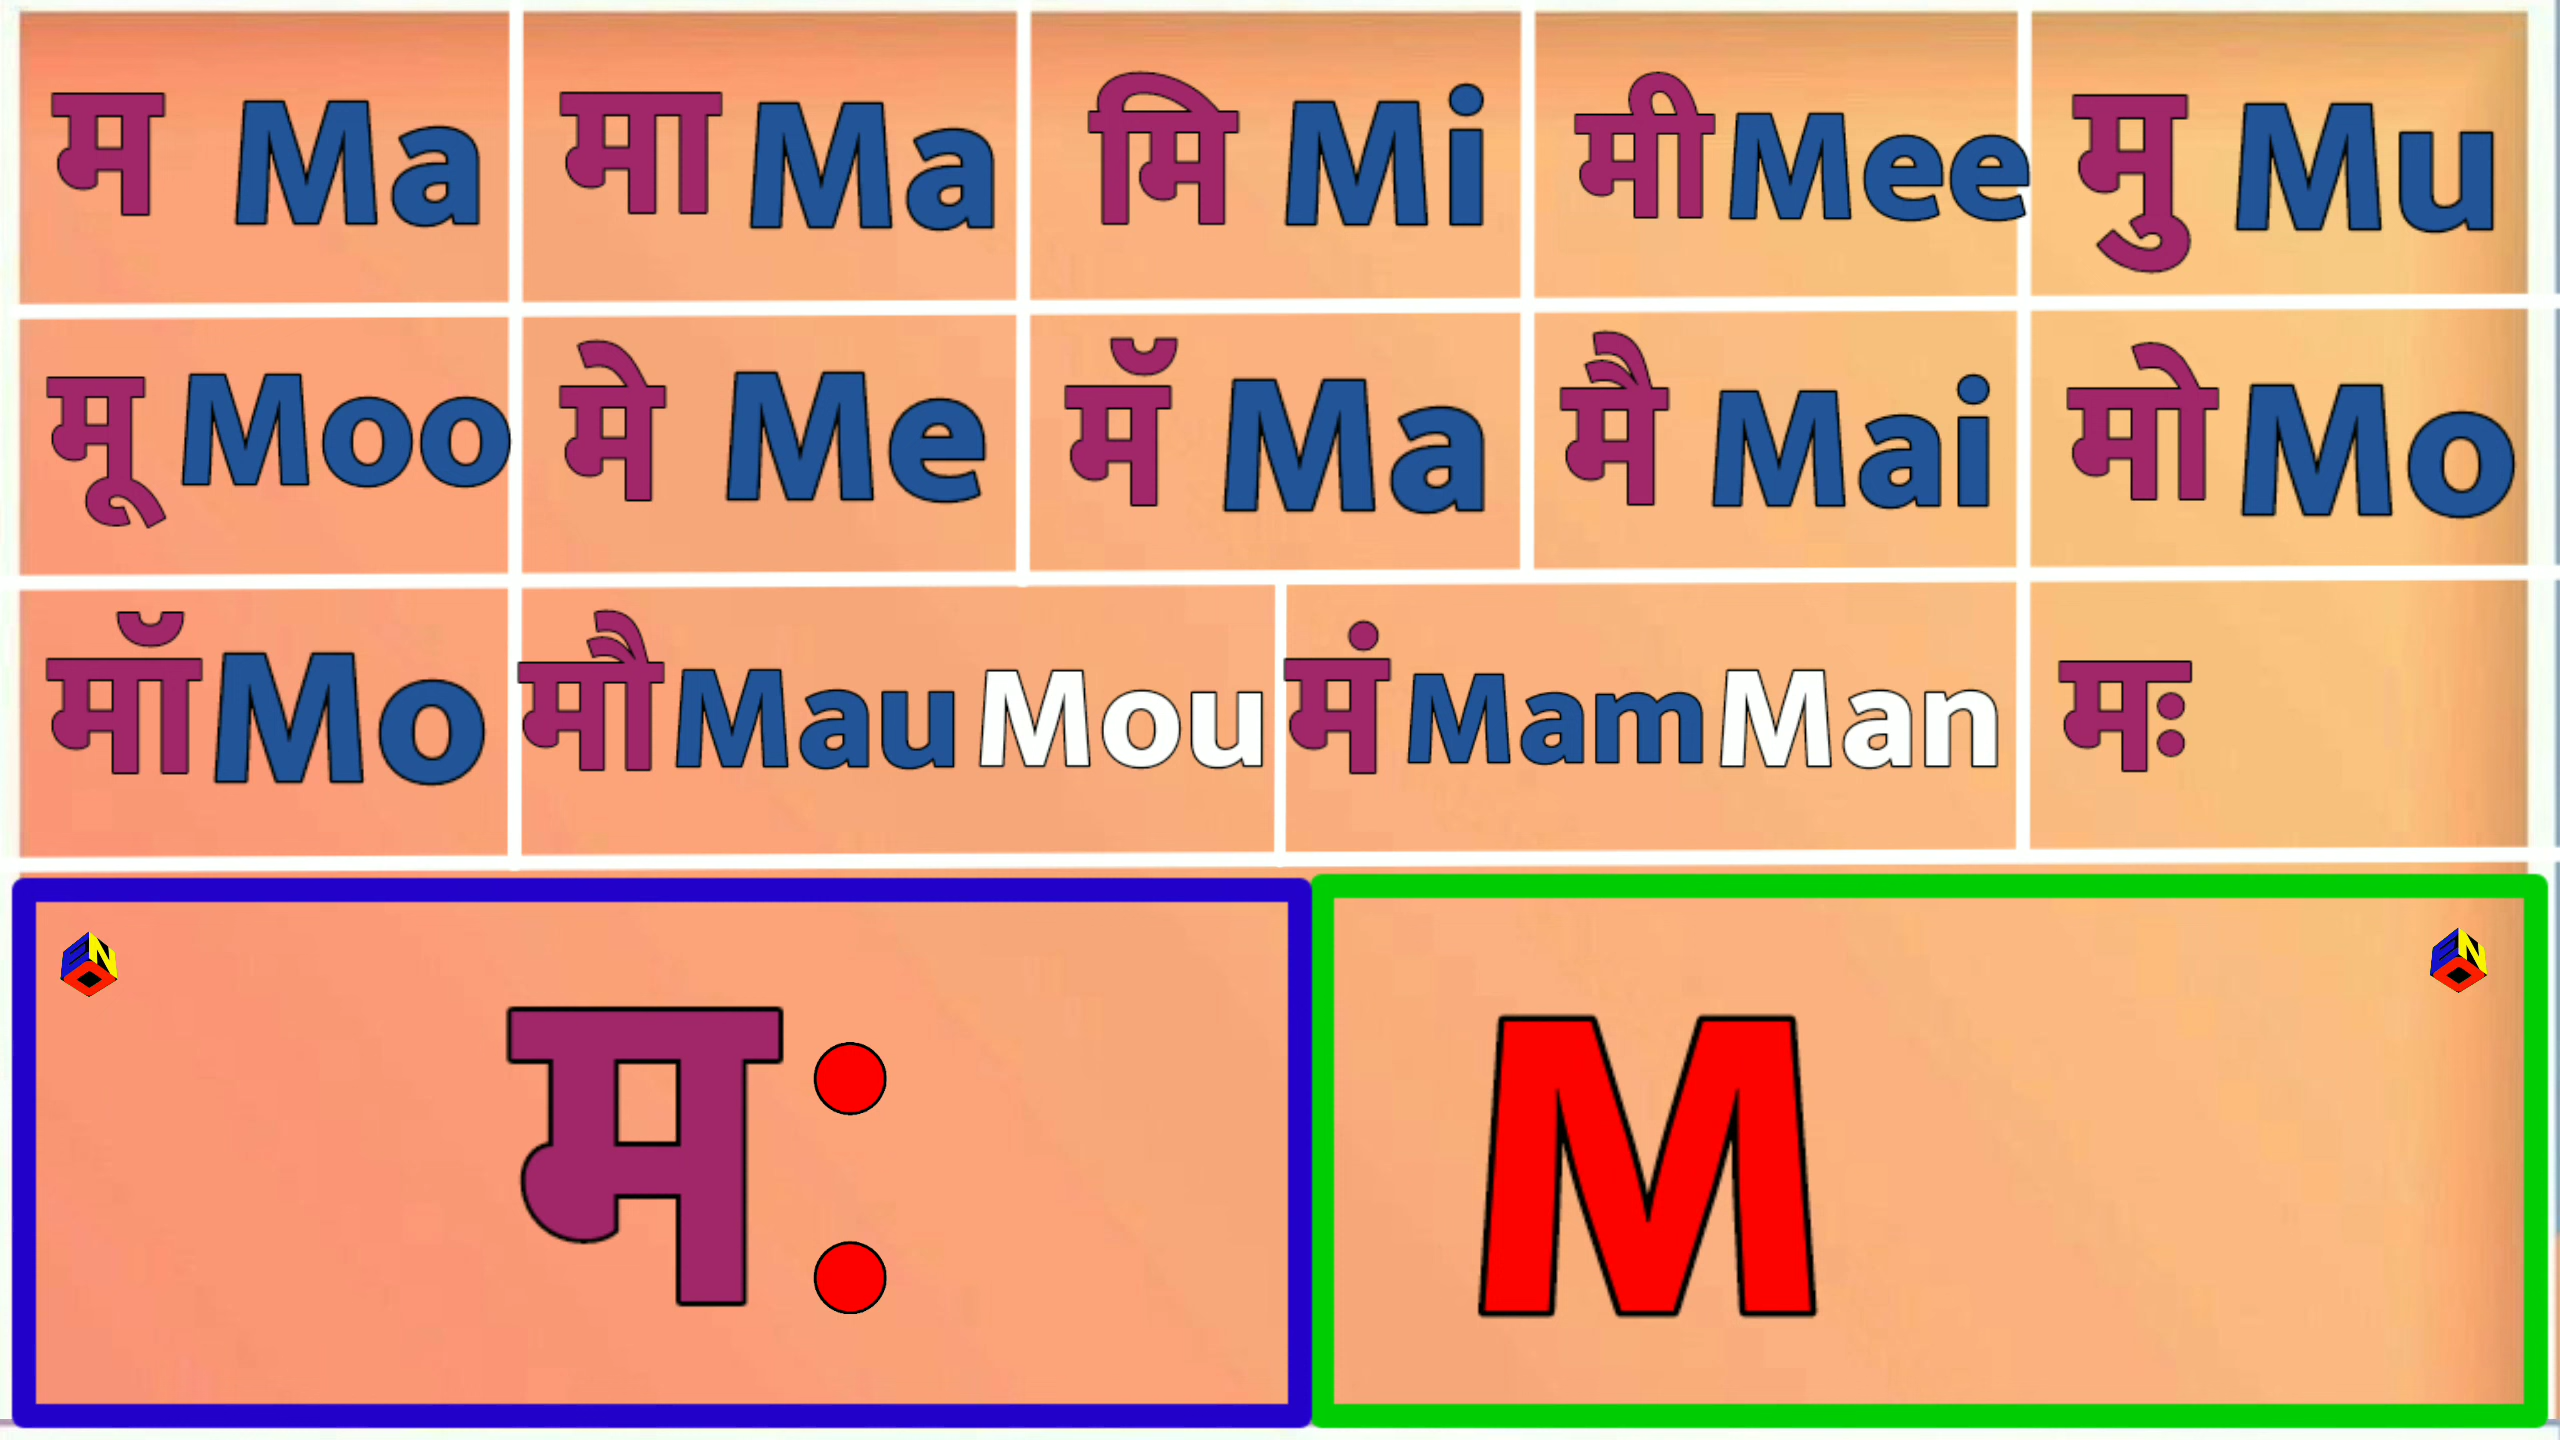 म Ma मा Ma मि Mi मी Mee मु Mu
मू Moo मे Me मॅ Ma मै Mai मो Mo
मॉ Mo मौ Mau Mou मं Mam Man मः
मः M